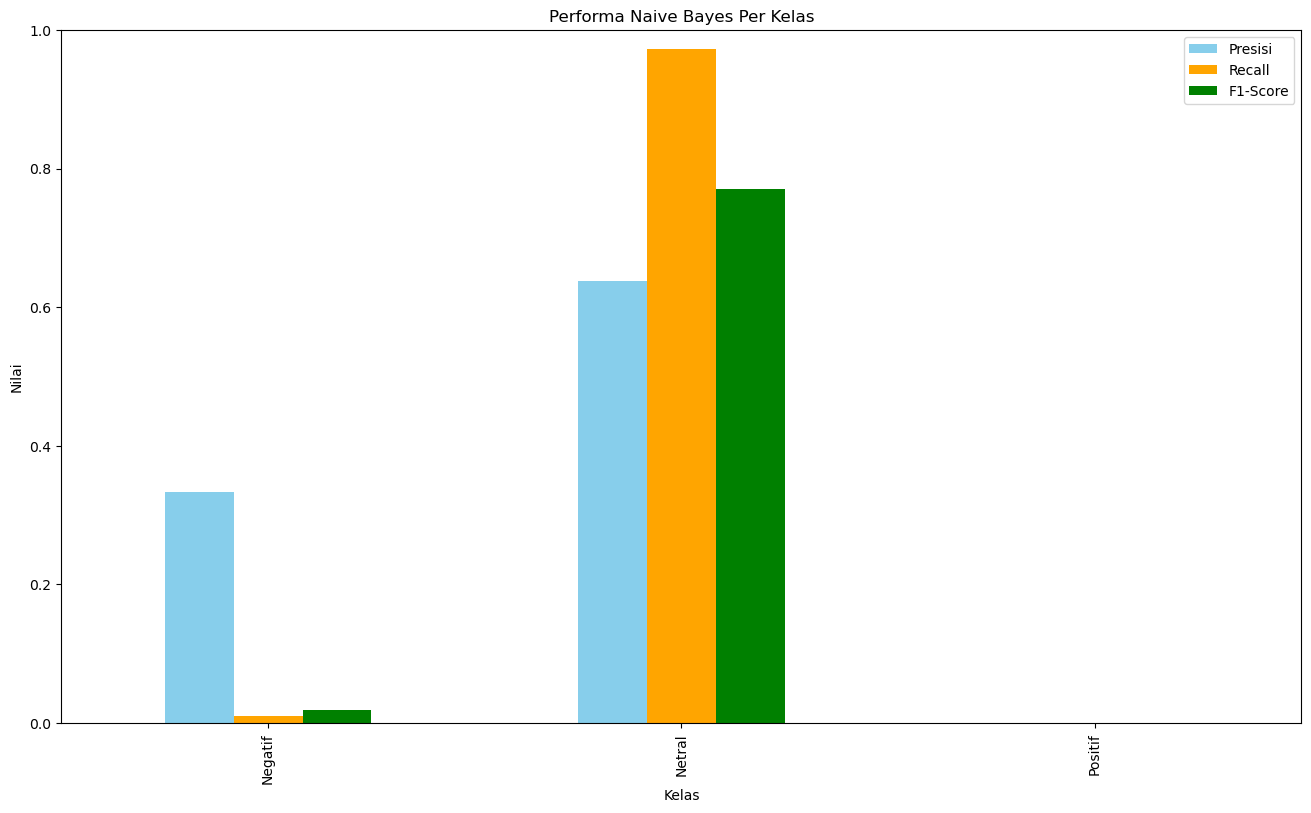 Performa Naive Bayes Per Kelas
Presisi
Recall
F1-Score
Nilai
1.0
0.8
0.6
0.4
0.2
0.0
Negatif
Netral
Positif
Kelas